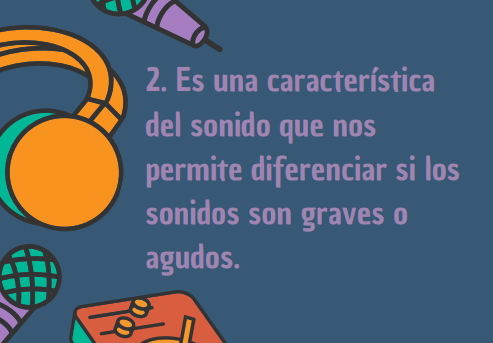 2. Es una característica
del sonido que nos
permite diferenciar si los
sonidos son graves o
agudos.